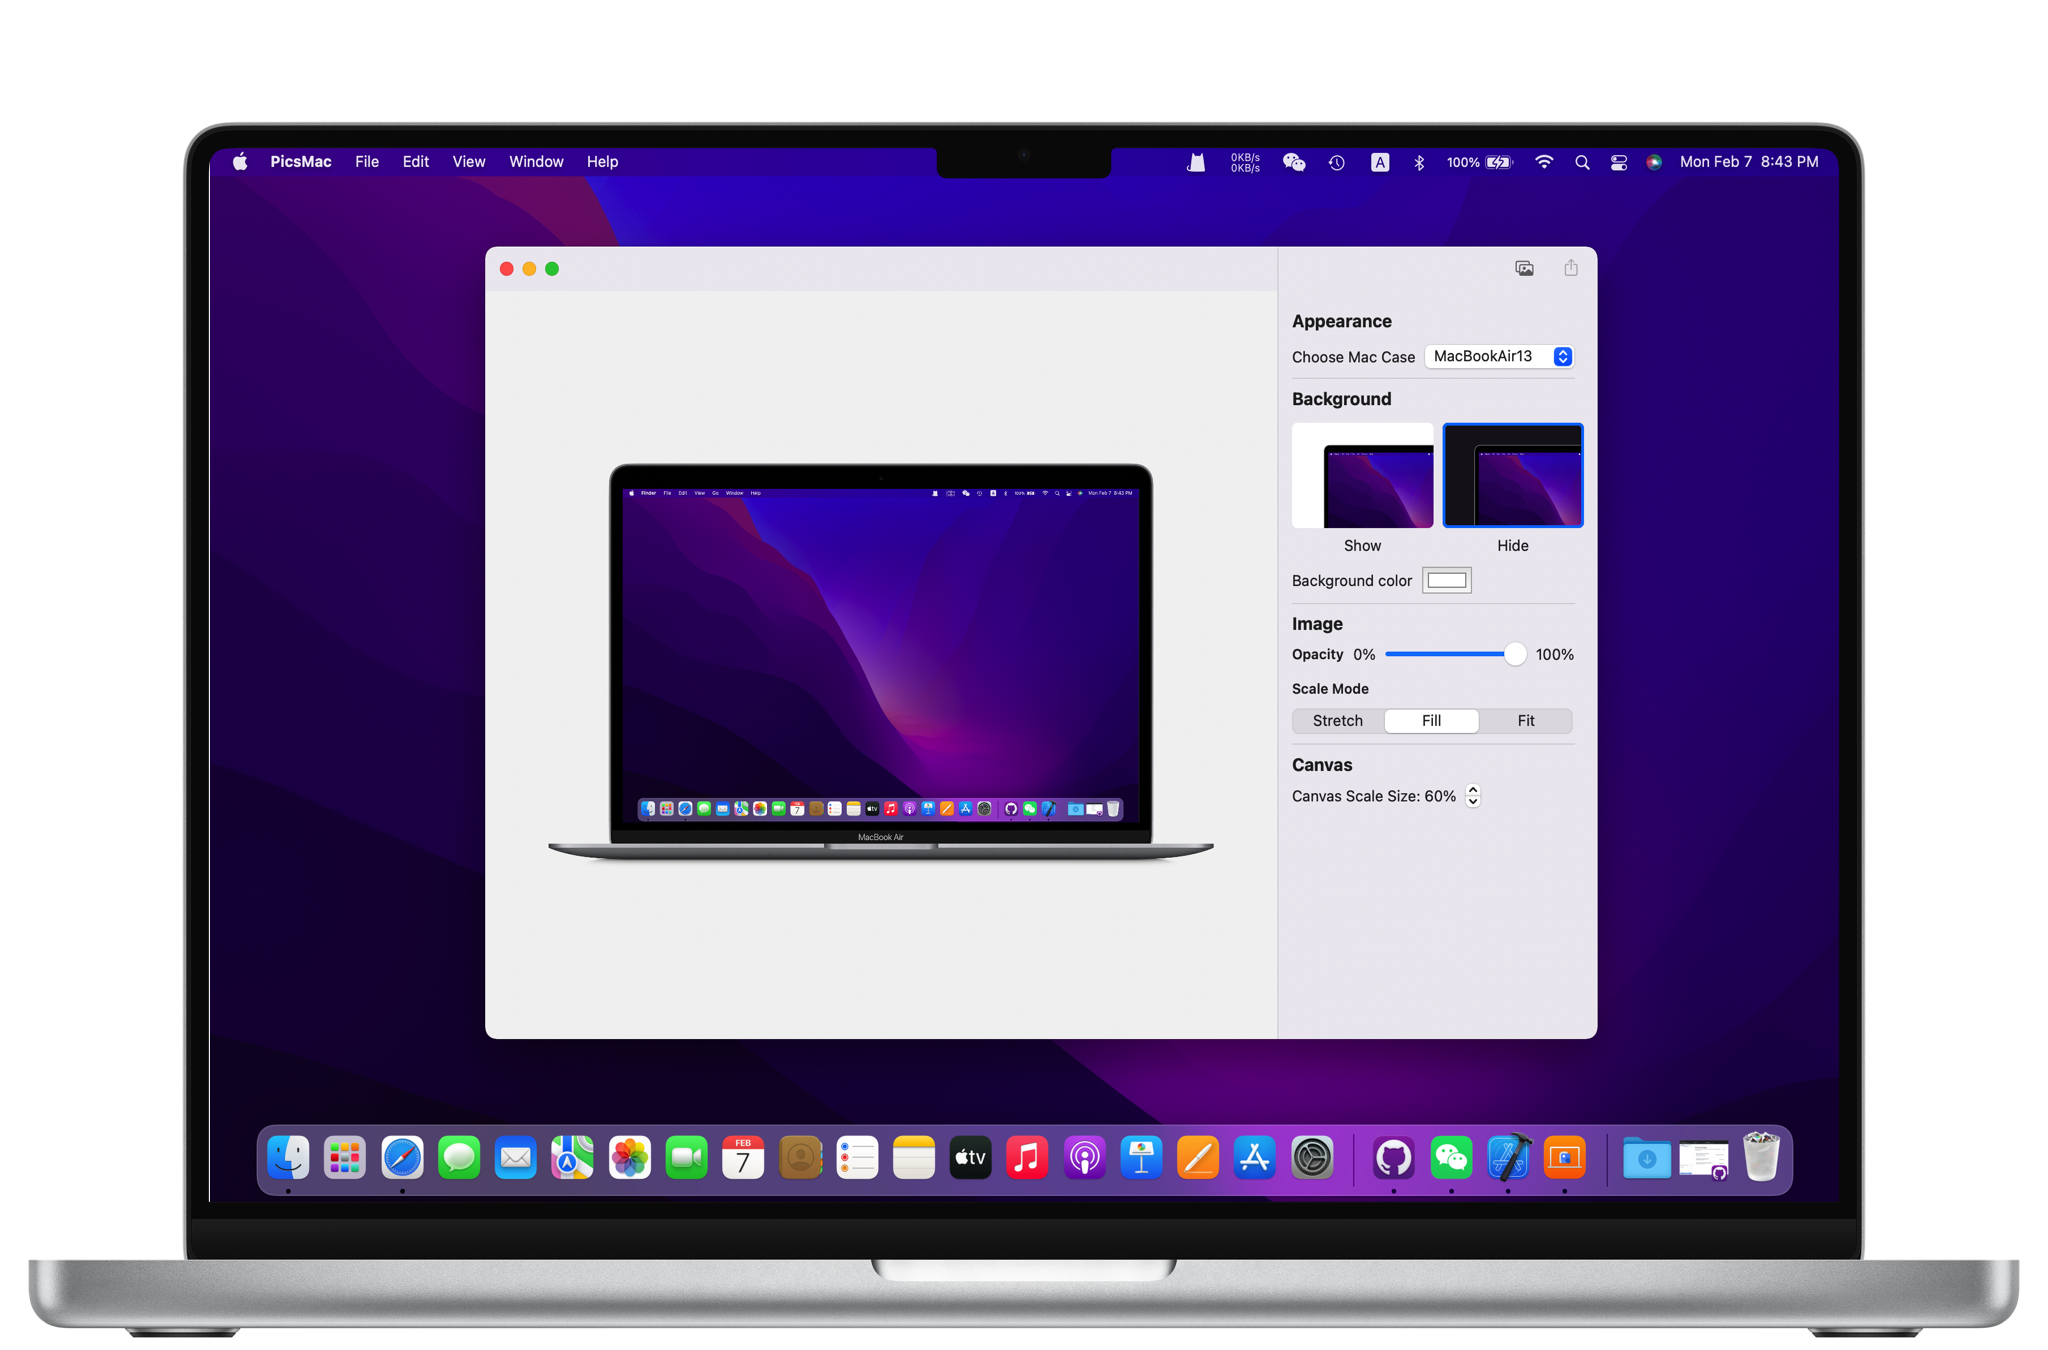 PicsMac File Edit View Window Help
0KB/s
0KB/s
A 100% Mon Feb 7 8:43 PM
Appearance
Choose Mac Case MacBookAir13
Background
Show Hide
Background color
Image
Opacity 0% 100%
Scale Mode
Stretch Fill Fit
Canvas
Canvas Scale Size: 60%
Finder File Edit View Go Window Help A 100% Mon Feb 7 8:43 PM
7
tv
MacBook Air
FEB
7
tv